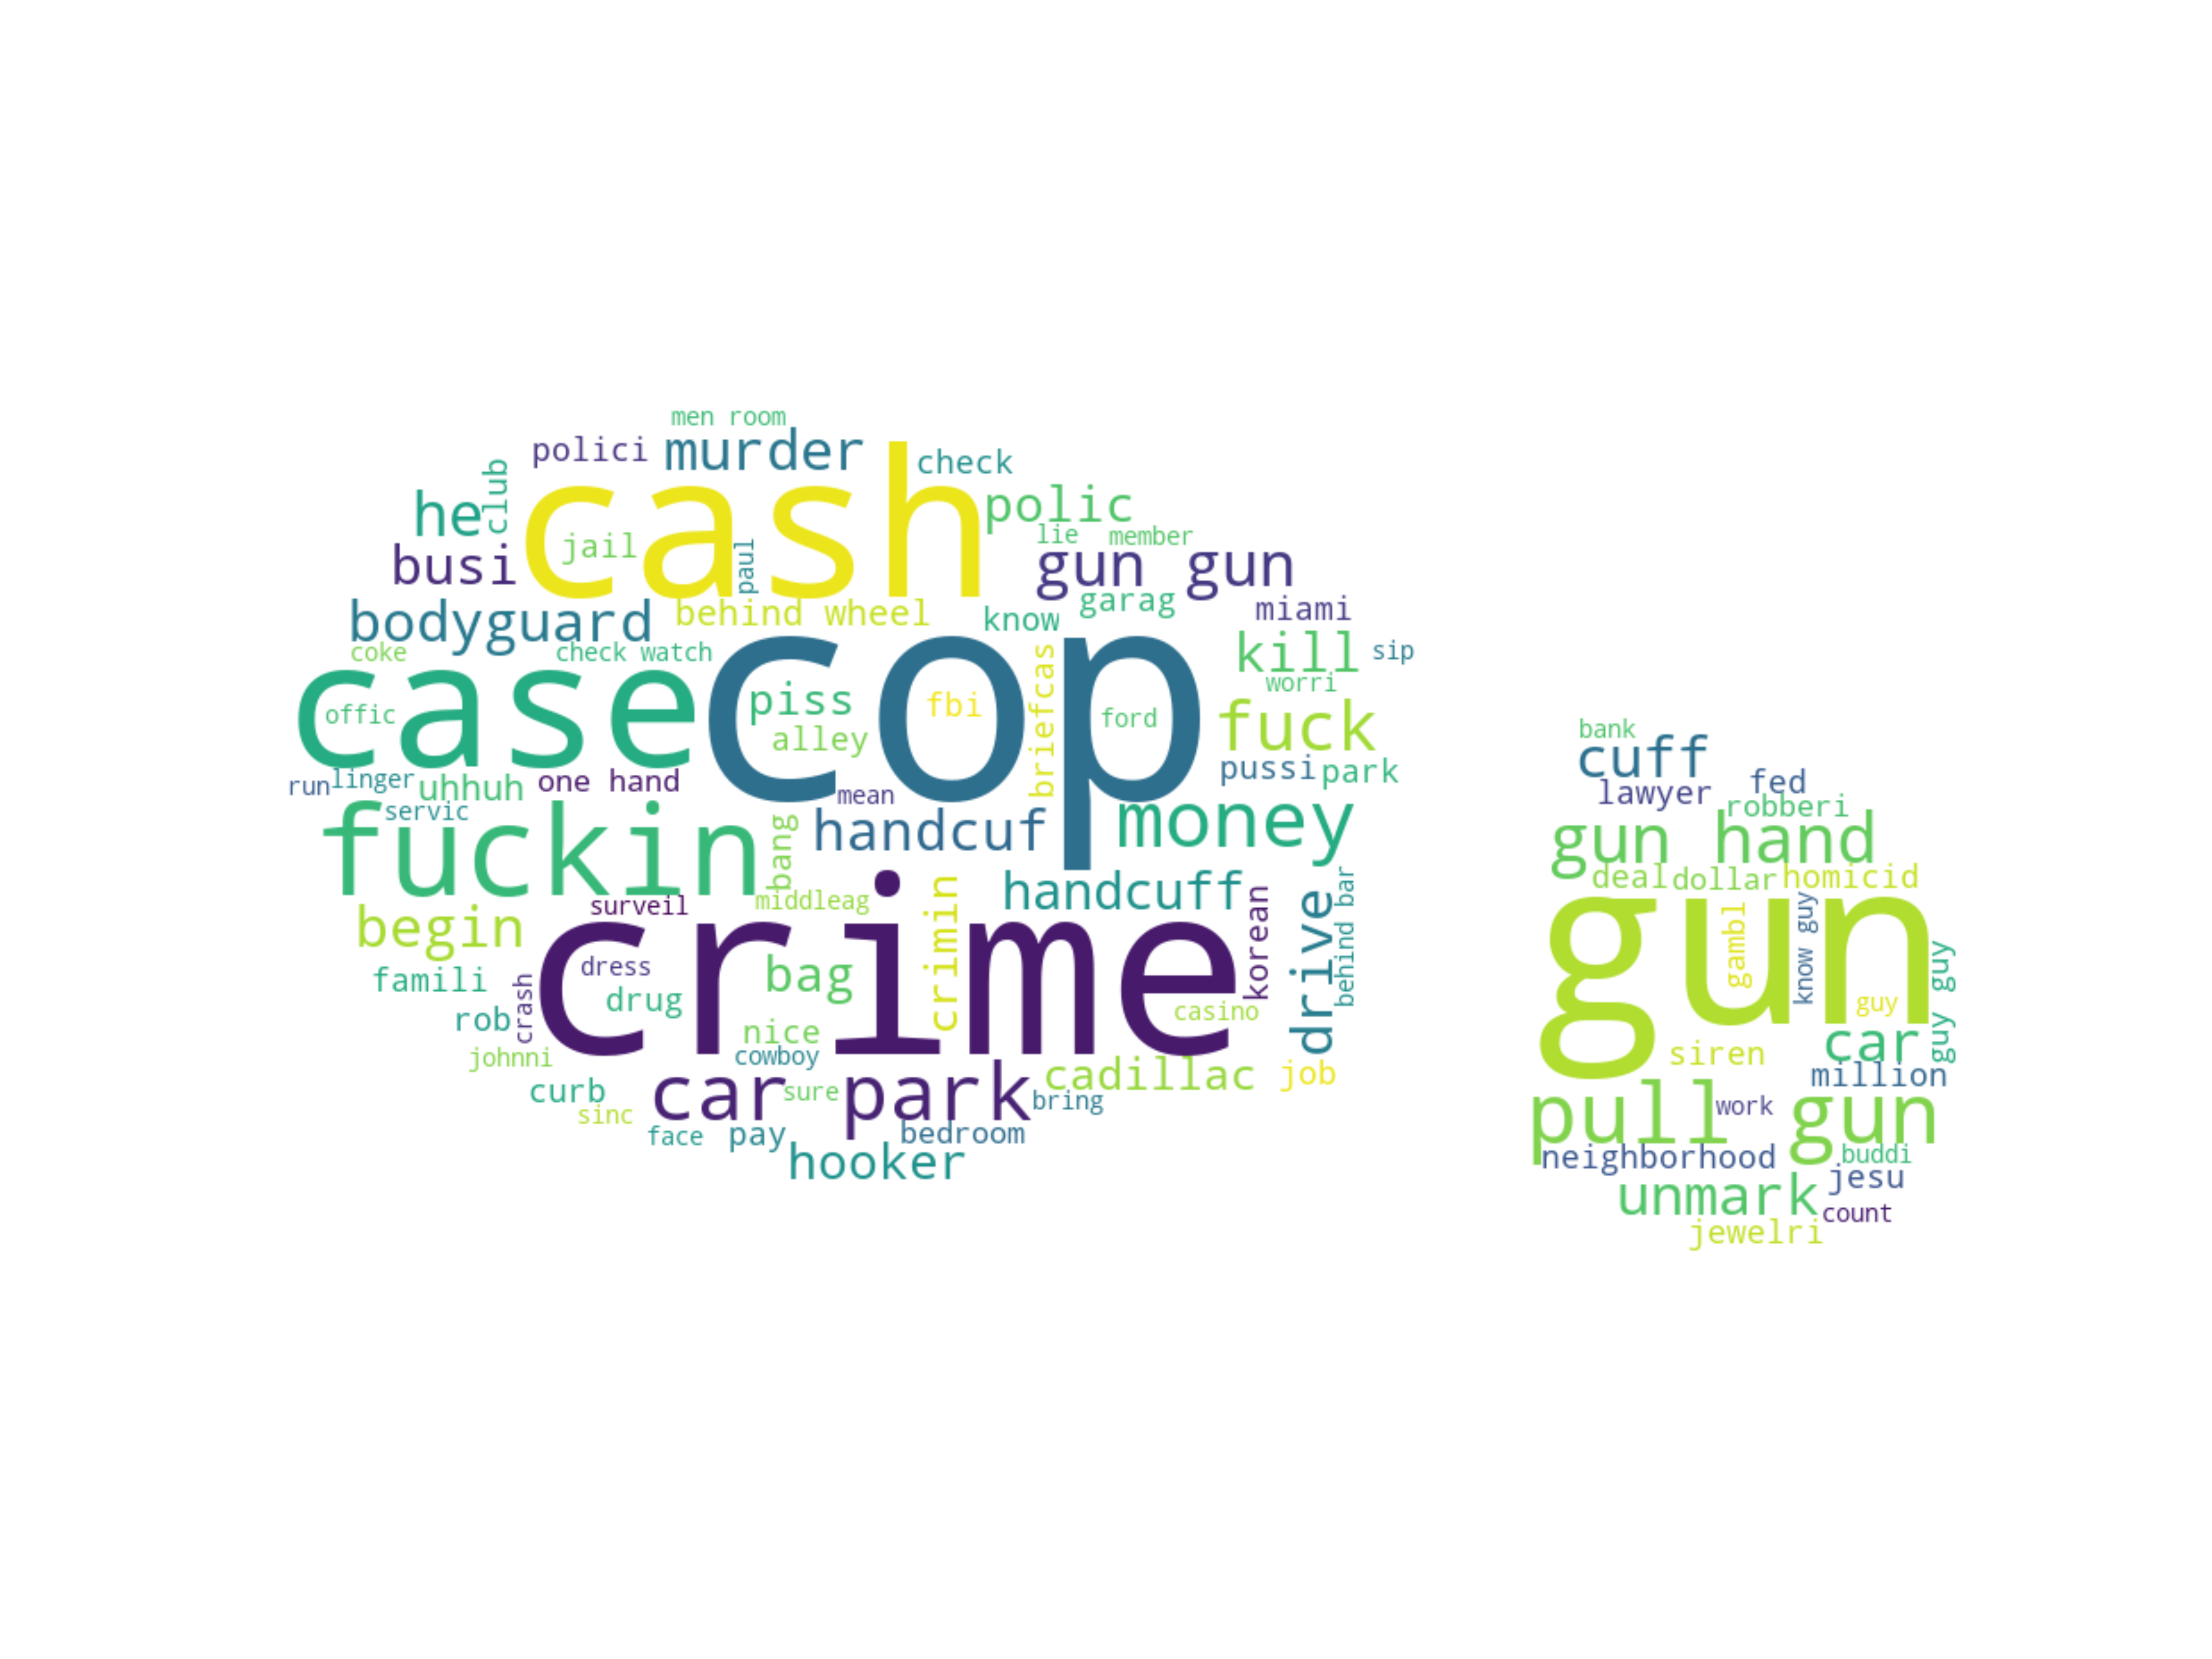 men room
polici
murder
check
club
he
cash
polic
jail
paul
lie
member
busi
gun gun
bodyguard
behind wheel
know
garag
miami
coke
check watch
cop
kill
sip
worri
case
offic
piss
fbi
briefcas
ford
fuck
alley
pussi
park
run
linger
uhhuh
one hand
mean
servic
fuckin
bang
handcuf
money
surveil
middleag
crimin
handcuff
korean
drive
behind bar
begin
crime
famili
dress
bag
crash
drug
rob
nice
casino
johnni
cowboy
curb
sinc
car park
sure
cadillac
bring
job
face
pay
bedroom
hooker
bank
cuff
fed
lawyer
robberi
gun hand
deal
dollar
homicid
gun
gambl
know guy
guy
guy guy
siren
car
million
pull gun
work
neighborhood
buddi
jesu
unmark
count
jewelri